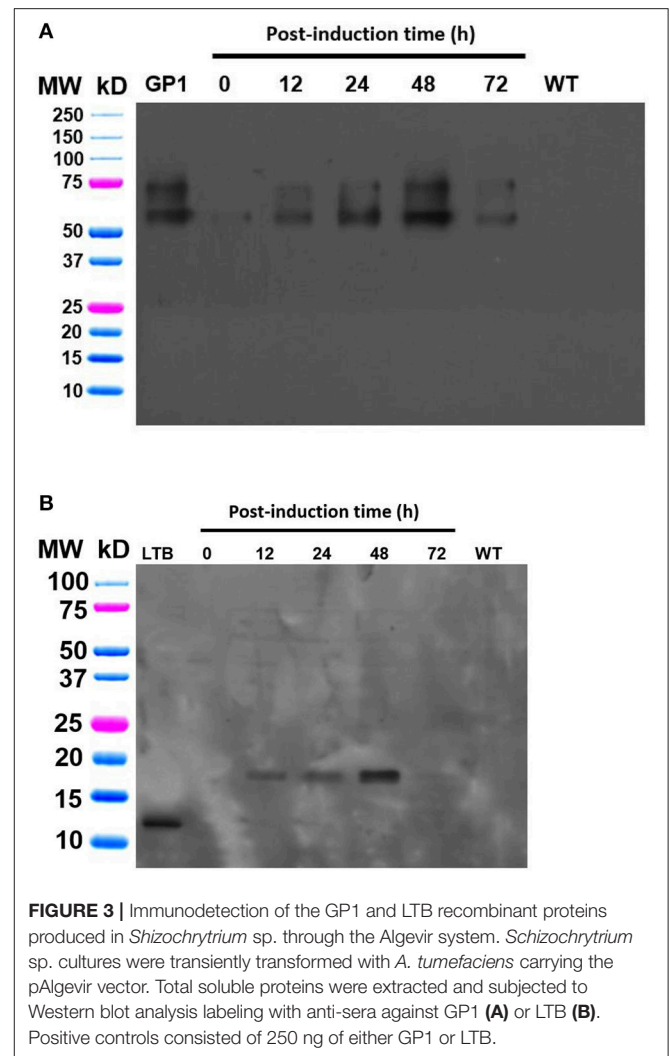 A
Post-induction time (h)
MW kD GP1 0 12 24 48 72 WT
250
150
100
75
50
37
25
20
15
10
B
Post-induction time (h)
MW kD LTB 0 12 24 48 72 WT
100
75
50
37
25
20
15
10
FIGURE 3 | Immunodetection of the GP1 and LTB recombinant proteins
produced in Shizochrytrium sp. through the Algevir system. Schizochytrium
sp. cultures were transiently transformed with A. tumefaciens carrying the
pAlgevir vector. Total soluble proteins were extracted and subjected to
Western blot analysis labeling with anti-sera against GP1 (A) or LTB (B).
Positive controls consisted of 250 ng of either GP1 or LTB.